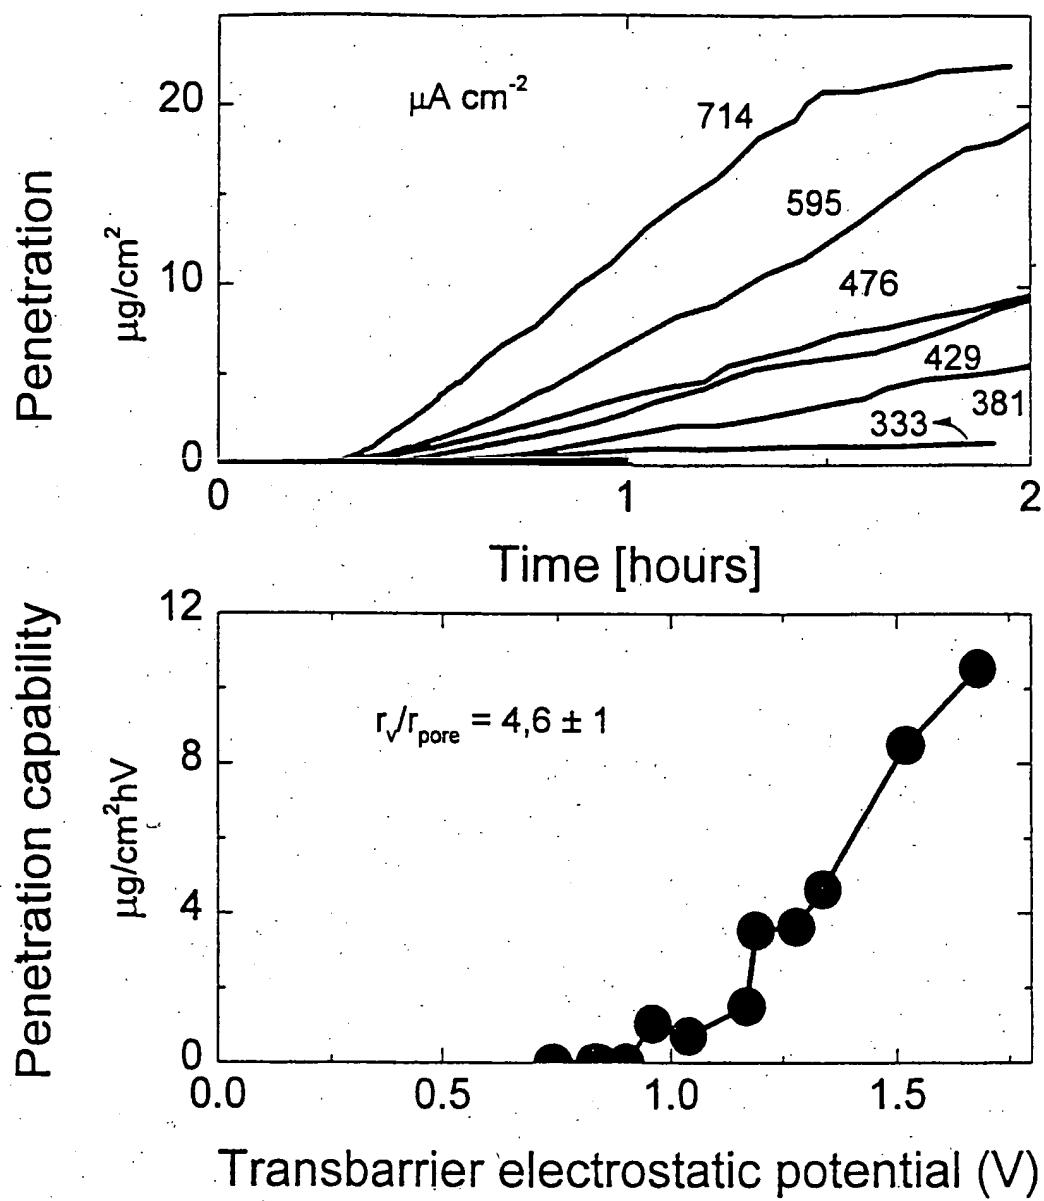 Penetration
µg/cm²
20
10
0
µA cm⁻²
714
595
476
429
381
333
0 1 2
Time [hours]
Penetration capability
µg/cm²hV
12
8
4
0
rᵥ/r_pore = 4,6 ± 1
0.0 0.5 1.0 1.5
Transbarrier electrostatic potential (V)